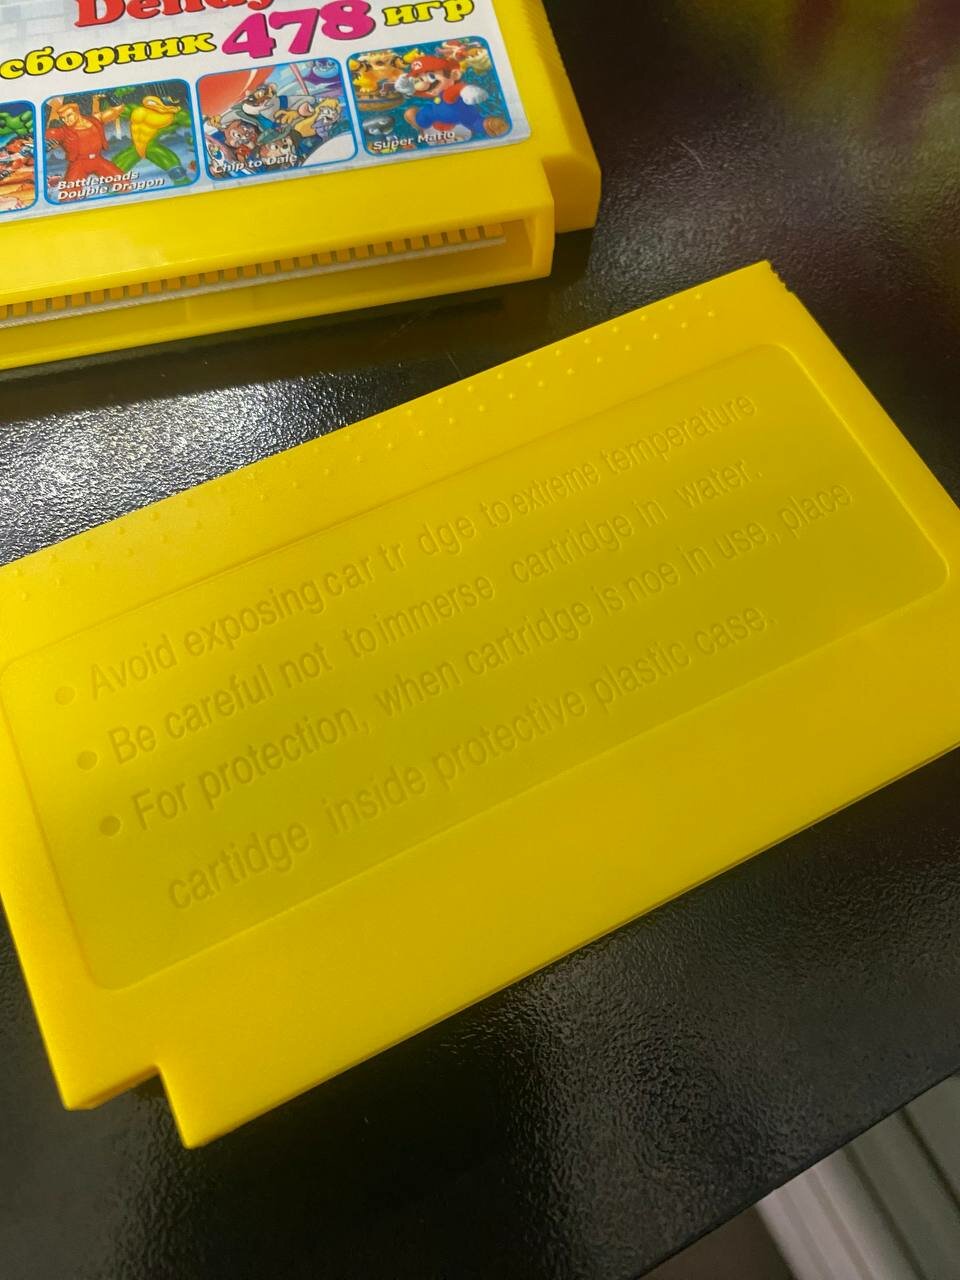 Dendy
сборник 478 игр
Battletoads
Double Dragon
Chip to Dale
Super Mario
• Avoid exposing car tr dge to extreme temperature
• Be careful not to immerse cartridge in water.
• For protection, when cartridge is noe in use, place
cartidge inside protective plastic case.